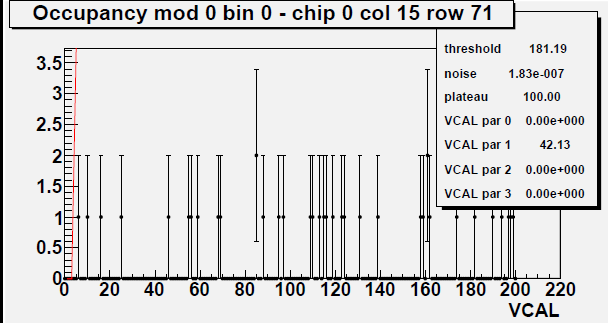 Occupancy mod 0 bin 0 - chip 0 col 15 row 71
threshold 181.19
noise 1.83e-007
plateau 100.00
VCAL par 0 0.00e+000
VCAL par 1 42.13
VCAL par 2 0.00e+000
VCAL par 3 0.00e+000
3.5
3
2.5
2
1.5
1
0.5
0
0 20 40 60 80 100 120 140 160 180 200 220
VCAL